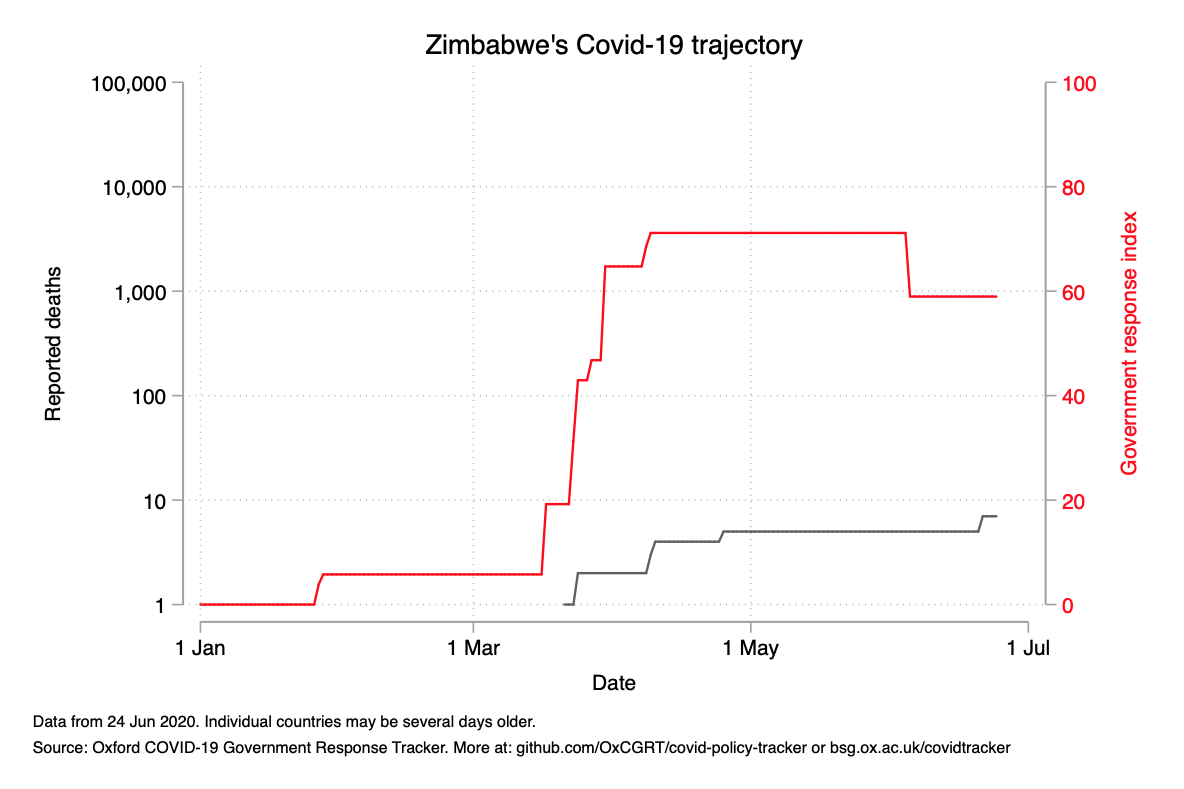 Zimbabwe's Covid-19 trajectory
100,000
10,000
1,000
100
10
1
Reported deaths
100
80
60
40
20
0
Government response index
1 Jan
1 Mar
1 May
1 Jul
Date
Data from 24 Jun 2020. Individual countries may be several days older.
Source: Oxford COVID-19 Government Response Tracker. More at: github.com/OxCGRT/covid-policy-tracker or bsg.ox.ac.uk/covidtracker